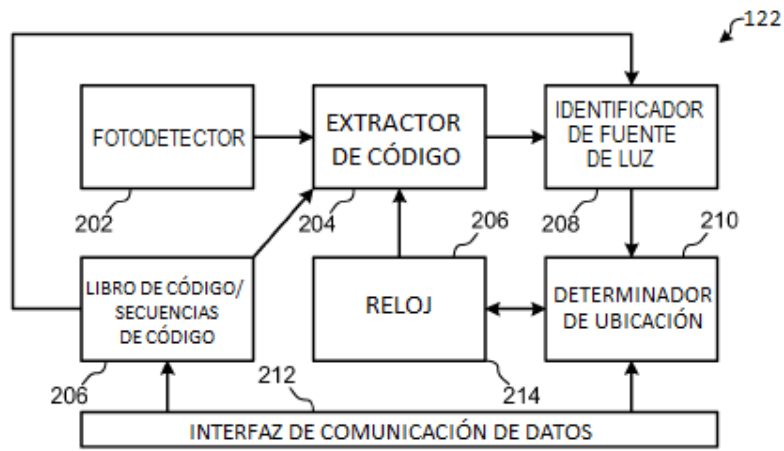 122
FOTODETECTOR
EXTRACTOR
DE CÓDIGO
IDENTIFICADOR
DE FUENTE
DE LUZ
202
204
206
208
210
LIBRO DE CÓDIGO/
SECUENCIAS
DE CÓDIGO
RELOJ
DETERMINADOR
DE UBICACIÓN
206
212
214
INTERFAZ DE COMUNICACIÓN DE DATOS